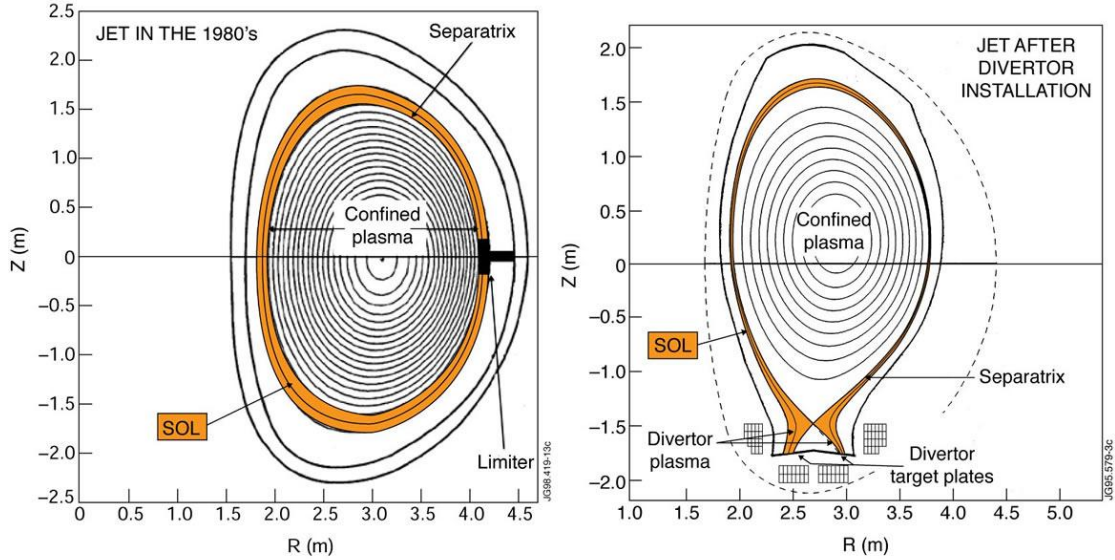 JET IN THE 1980's
Separatrix
Confined
plasma
SOL
Limiter
JG98.419-13c
Z (m)
2.5
2.0
1.5
1.0
0.5
0
−0.5
−1.0
−1.5
−2.0
−2.5
0 0.5 1.0 1.5 2.0 2.5 3.0 3.5 4.0 4.5
R (m)
JET AFTER
DIVERTOR
INSTALLATION
Confined
plasma
SOL
Separatrix
Divertor
plasma
Divertor
target plates
JG95.579-3c
Z (m)
2.0
1.5
1.0
0.5
0
−0.5
−1.0
−1.5
−2.0
1.0 1.5 2.0 2.5 3.0 3.5 4.0 4.5 5.0
R (m)